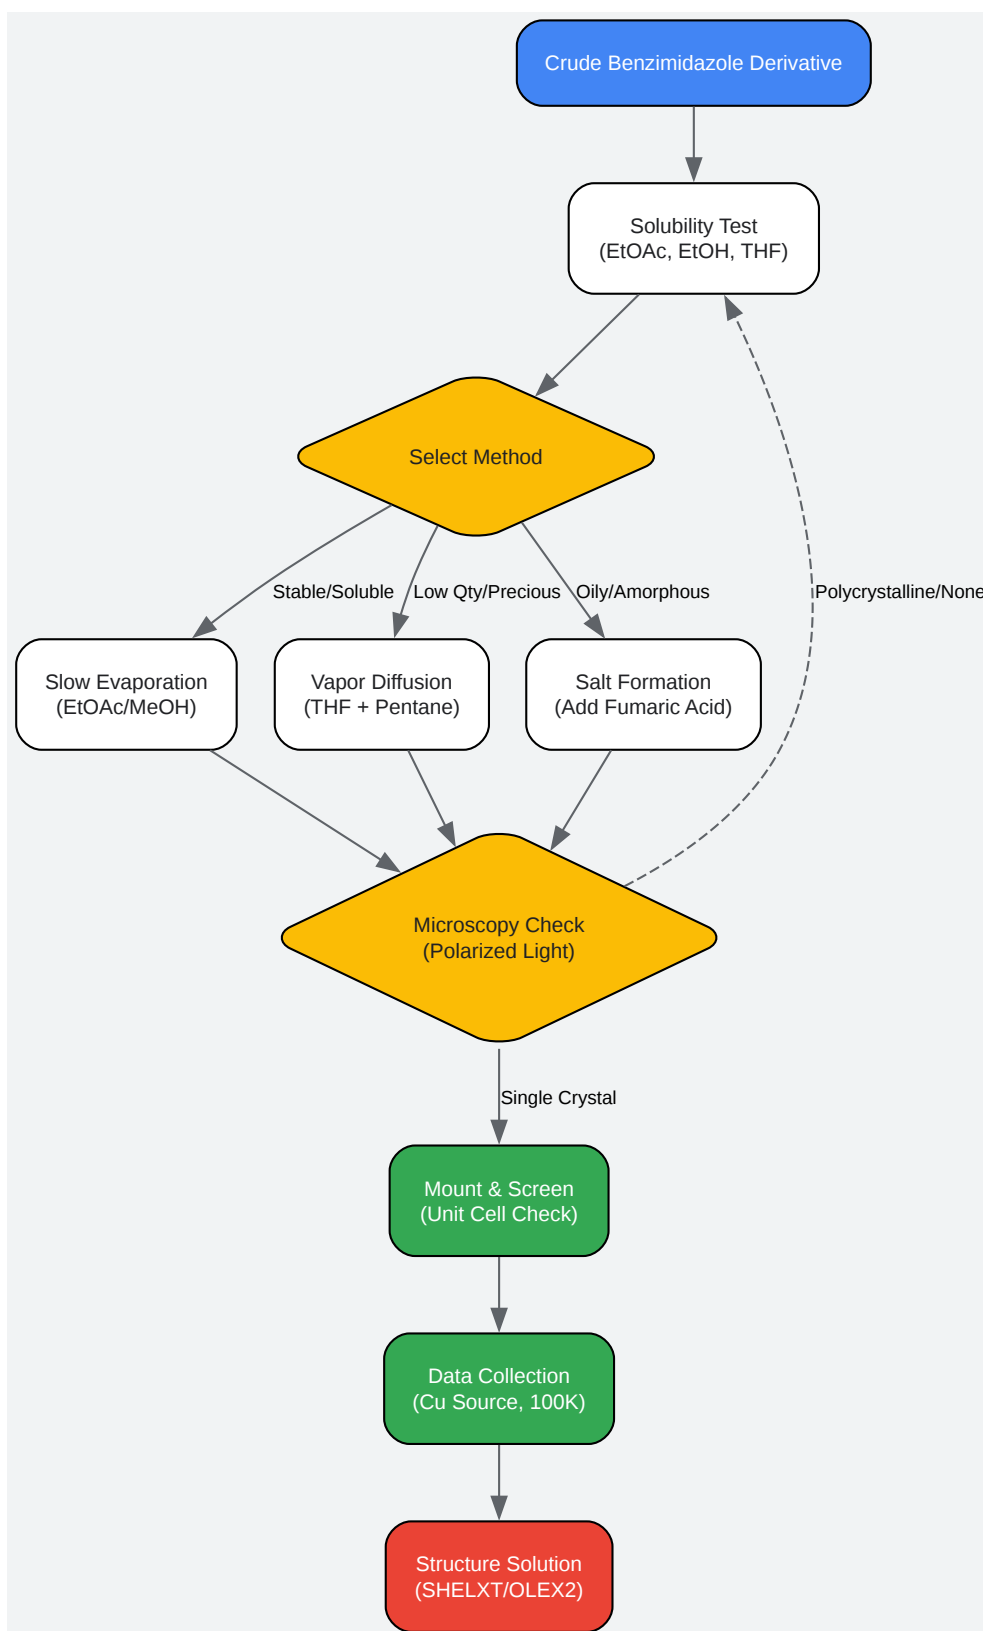 Crude Benzimidazole Derivative
Solubility Test
(EtOAc, EtOH, THF)
Select Method
Stable/Soluble
Low Qty/Precious
Oily/Amorphous
Polycrystalline/None
Slow Evaporation
(EtOAc/MeOH)
Vapor Diffusion
(THF + Pentane)
Salt Formation
(Add Fumaric Acid)
Microscopy Check
(Polarized Light)
Single Crystal
Mount & Screen
(Unit Cell Check)
Data Collection
(Cu Source, 100K)
Structure Solution
(SHELXT/OLEX2)